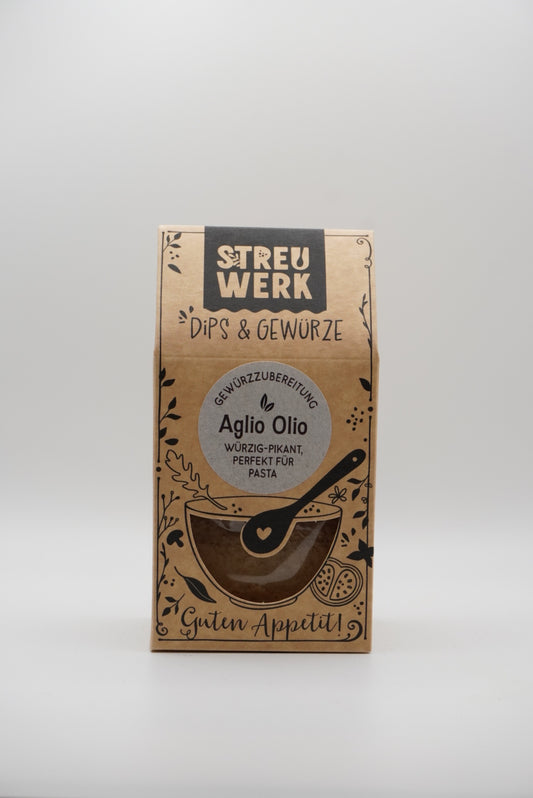 STREU
WERK
DiPS & GEWÜRZE
GEWÜRZZUBEREITUNG
Aglio Olio
WÜRZIG-PIKANT,
PERFEKT FÜR
PASTA
Guten Appetit!